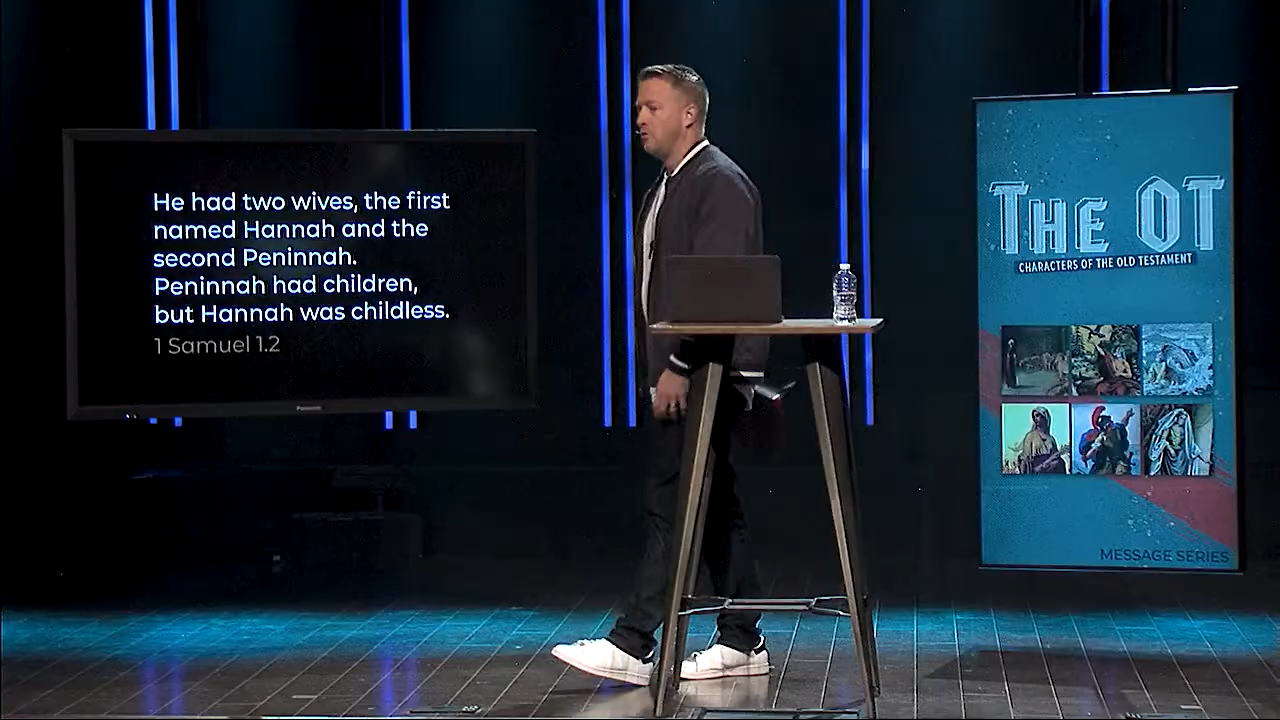 He had two wives, the first
named Hannah and the
second Peninnah.
Peninnah had children,
but Hannah was childless.
1 Samuel 1.2
Panasonic
THE OT
CHARACTERS OF THE OLD TESTAMENT
MESSAGE SERIES